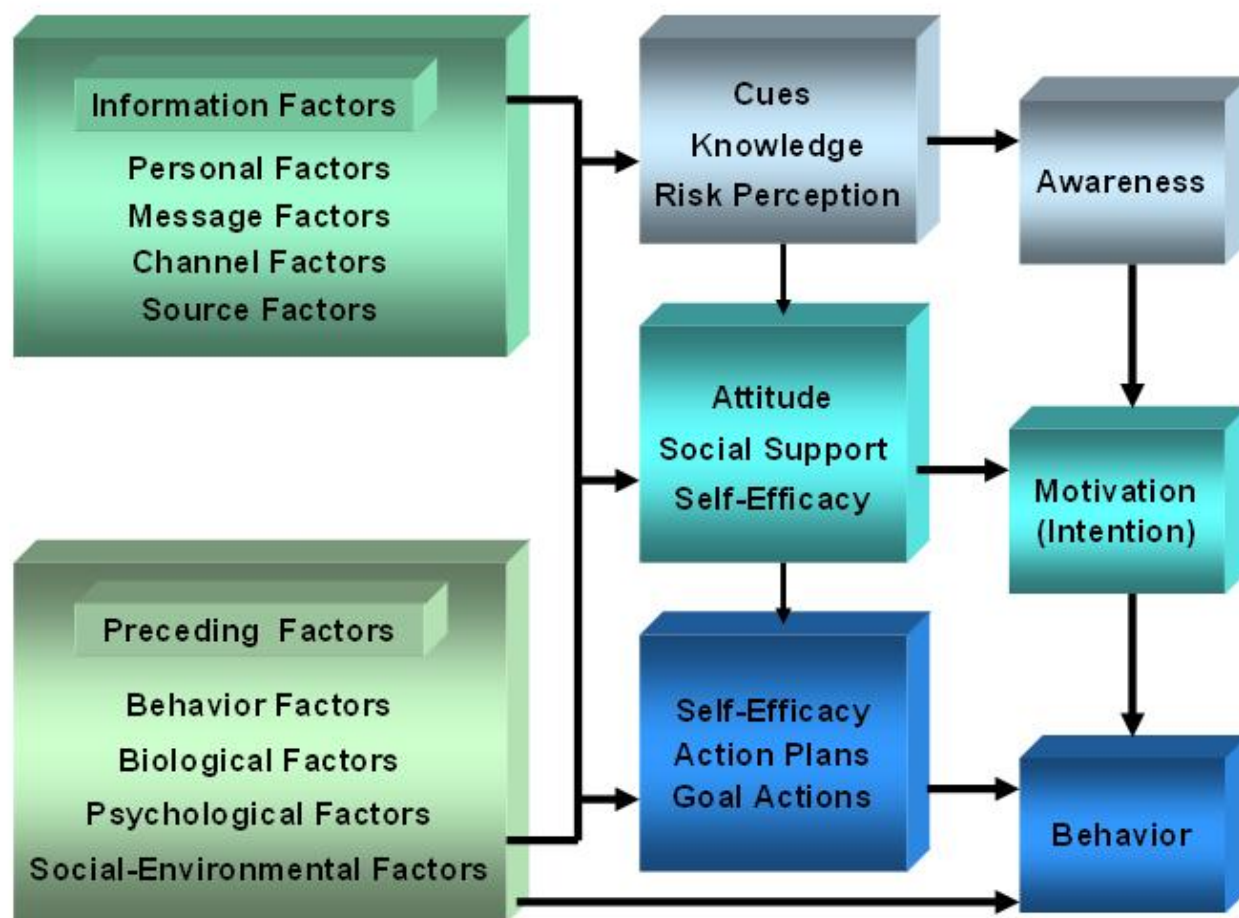 Information Factors
Personal Factors
Message Factors
Channel Factors
Source Factors
Preceding Factors
Behavior Factors
Biological Factors
Psychological Factors
Social-Environmental Factors
Cues
Knowledge
Risk Perception
Attitude
Social Support
Self-Efficacy
Self-Efficacy
Action Plans
Goal Actions
Awareness
Motivation
(Intention)
Behavior